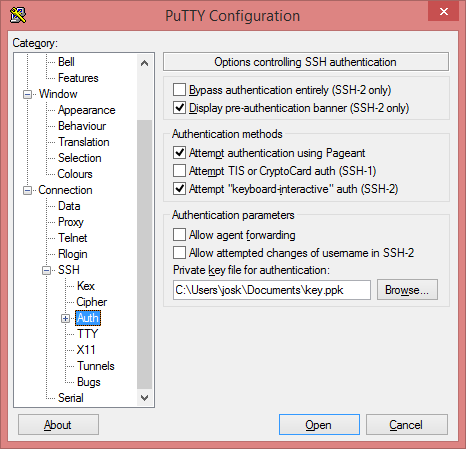 PuTTY Configuration
Category:
Bell
Features
Window
Appearance
Behaviour
Translation
Selection
Colours
Connection
Data
Proxy
Telnet
Rlogin
SSH
Kex
Cipher
Auth
TTY
X11
Tunnels
Bugs
Serial
Options controlling SSH authentication
Bypass authentication entirely (SSH-2 only)
Display pre-authentication banner (SSH-2 only)
Authentication methods
Attempt authentication using Pageant
Attempt TIS or CryptoCard auth (SSH-1)
Attempt "keyboard-interactive" auth (SSH-2)
Authentication parameters
Allow agent forwarding
Allow attempted changes of username in SSH-2
Private key file for authentication:
C:\Users\josk\Documents\key.ppk
Browse...
About
Open
Cancel